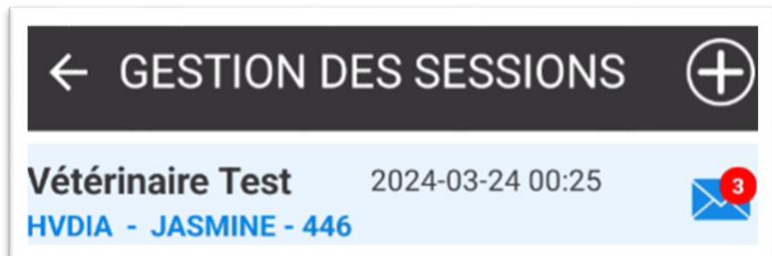 GESTION DES SESSIONS
Vétérinaire Test 2024-03-24 00:25
3
HVDIA - JASMINE - 446